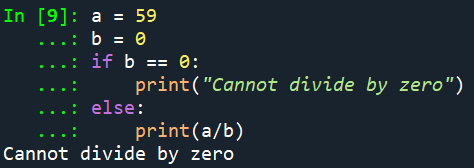 In [9]: a = 59
   ...: b = 0
   ...: if b == 0:
   ...:     print("Cannot divide by zero")
   ...: else:
   ...:     print(a/b)
Cannot divide by zero